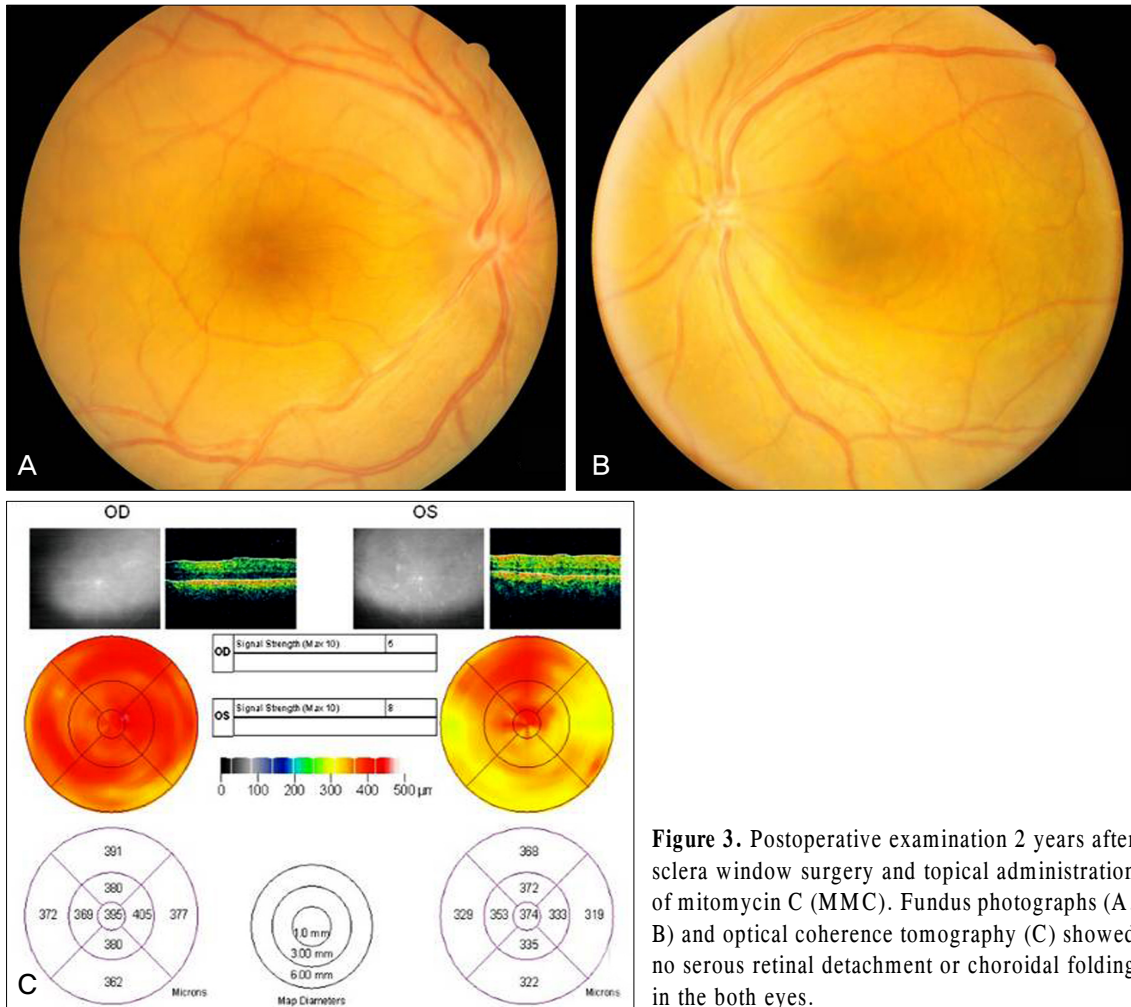 A
B
OD
OS
OD Signal Strength (Max 10) 5
OS Signal Strength (Max 10) 8
0 100 200 300 400 500 μm
391
380
372 369 395 405 377
380
362
Microns
1.0 mm
3.00 mm
6.00 mm
Map Diameters
368
372
329 353 374 333 319
335
322
Microns
C
Figure 3. Postoperative examination 2 years after
sclera window surgery and topical administration
of mitomycin C (MMC). Fundus photographs (A,
B) and optical coherence tomography (C) showed
no serous retinal detachment or choroidal folding
in the both eyes.